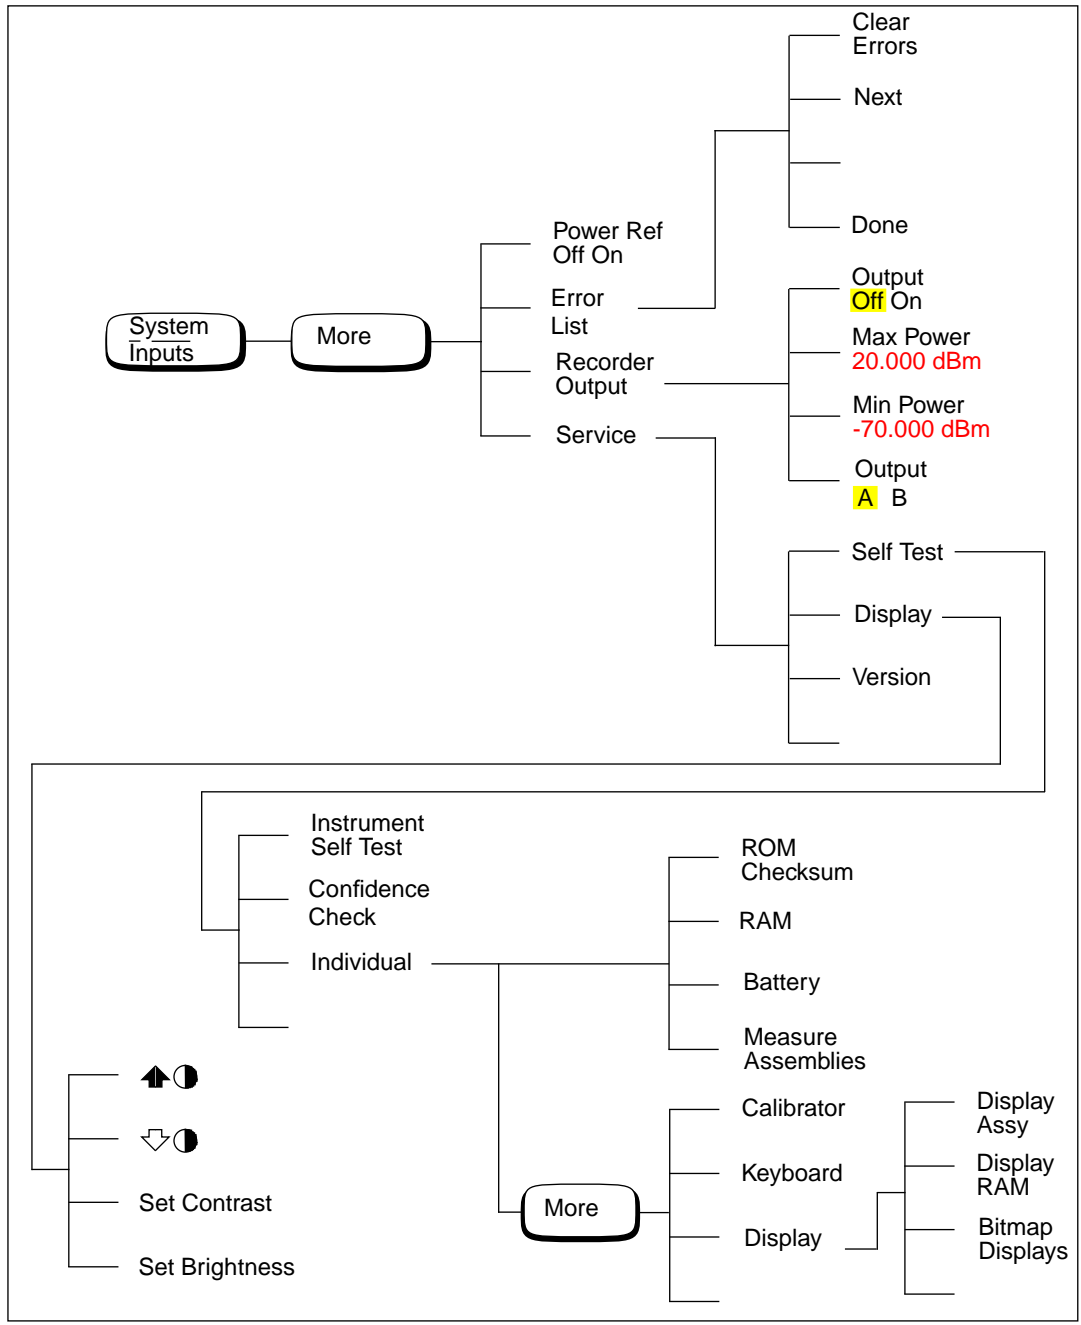 Clear
Errors
Next
Done
Power Ref
Off On
Error
List
Recorder
Output
Service
System
Inputs
More
Output
Off On
Max Power
20.000 dBm
Min Power
-70.000 dBm
Output
A B
Self Test
Display
Version
Instrument
Self Test
Confidence
Check
Individual
ROM
Checksum
RAM
Battery
Measure
Assemblies
Set Contrast
Set Brightness
More
Calibrator
Keyboard
Display
Display
Assy
Display
RAM
Bitmap
Displays